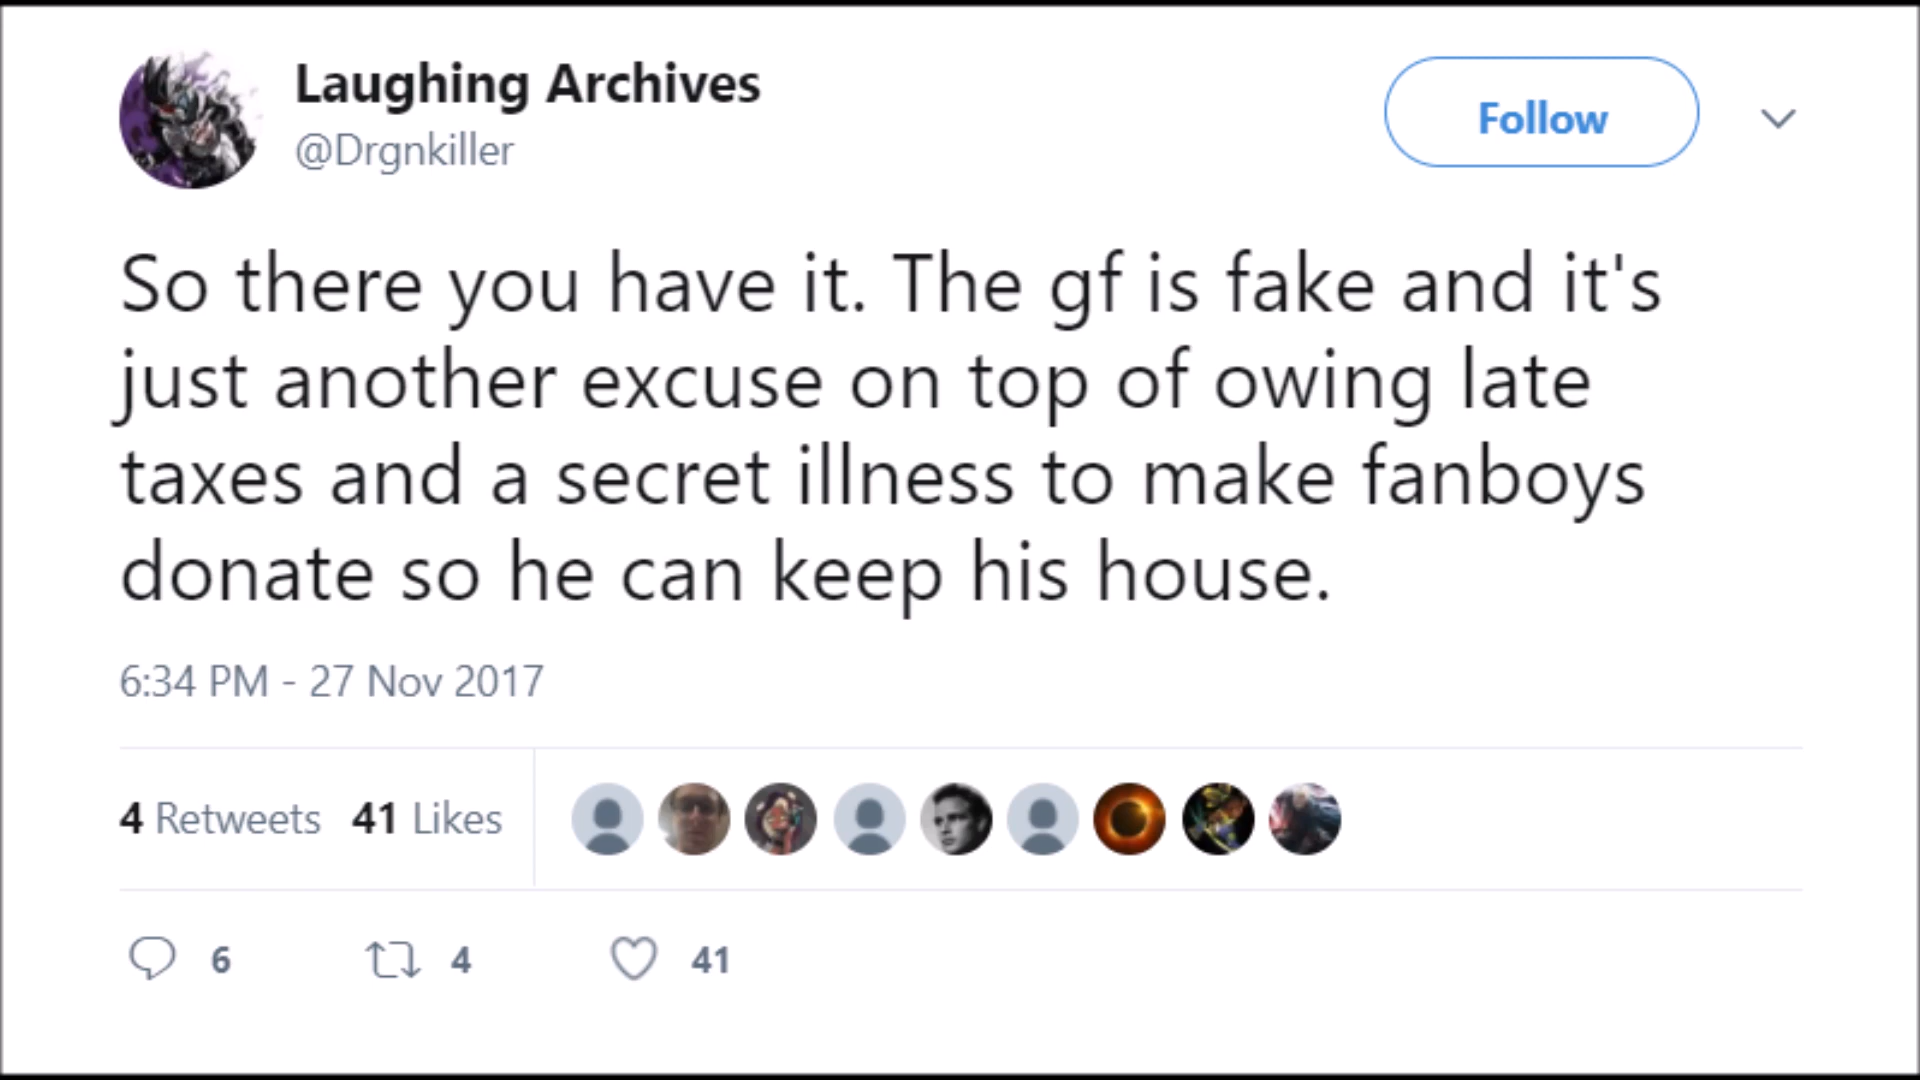 Laughing Archives
@Drgnkiller
Follow
So there you have it. The gf is fake and it's
just another excuse on top of owing late
taxes and a secret illness to make fanboys
donate so he can keep his house.
6:34 PM - 27 Nov 2017
4 Retweets 41 Likes
6 4 41